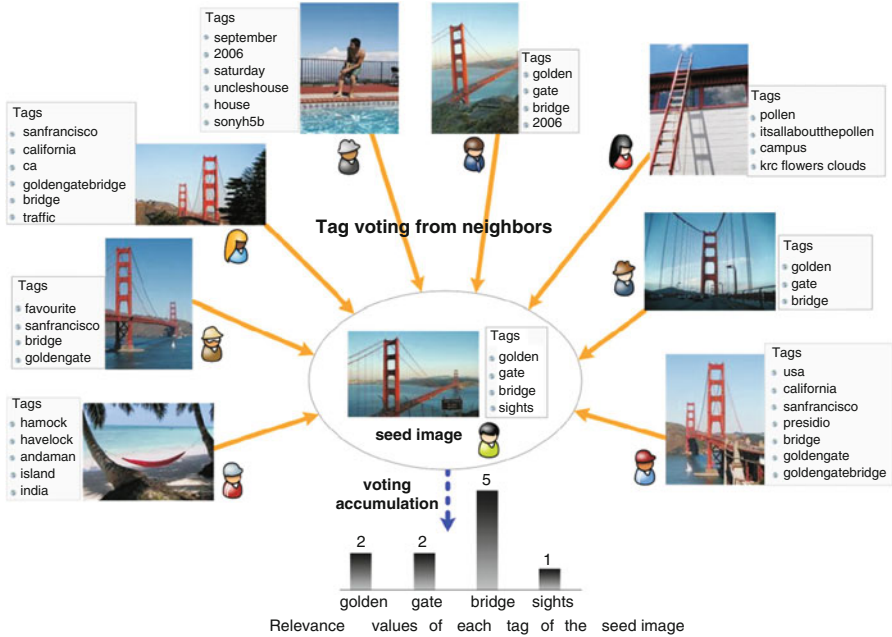 Tags
september
2006
saturday
uncleshouse
house
sonyh5b
Tags
golden
gate
bridge
2006
Tags
pollen
itsallaboutthepollen
campus
krc flowers clouds
Tags
sanfrancisco
california
ca
goldengatebridge
bridge
traffic
Tag voting from neighbors
Tags
golden
gate
bridge
Tags
favourite
sanfrancisco
bridge
goldengate
Tags
golden
gate
bridge
sights
seed image
Tags
usa
california
sanfrancisco
presidio
bridge
goldengate
goldengatebridge
Tags
hamock
havelock
andaman
island
india
voting
accumulation
5
2
2
1
golden gate bridge sights
Relevance values of each tag of the seed image